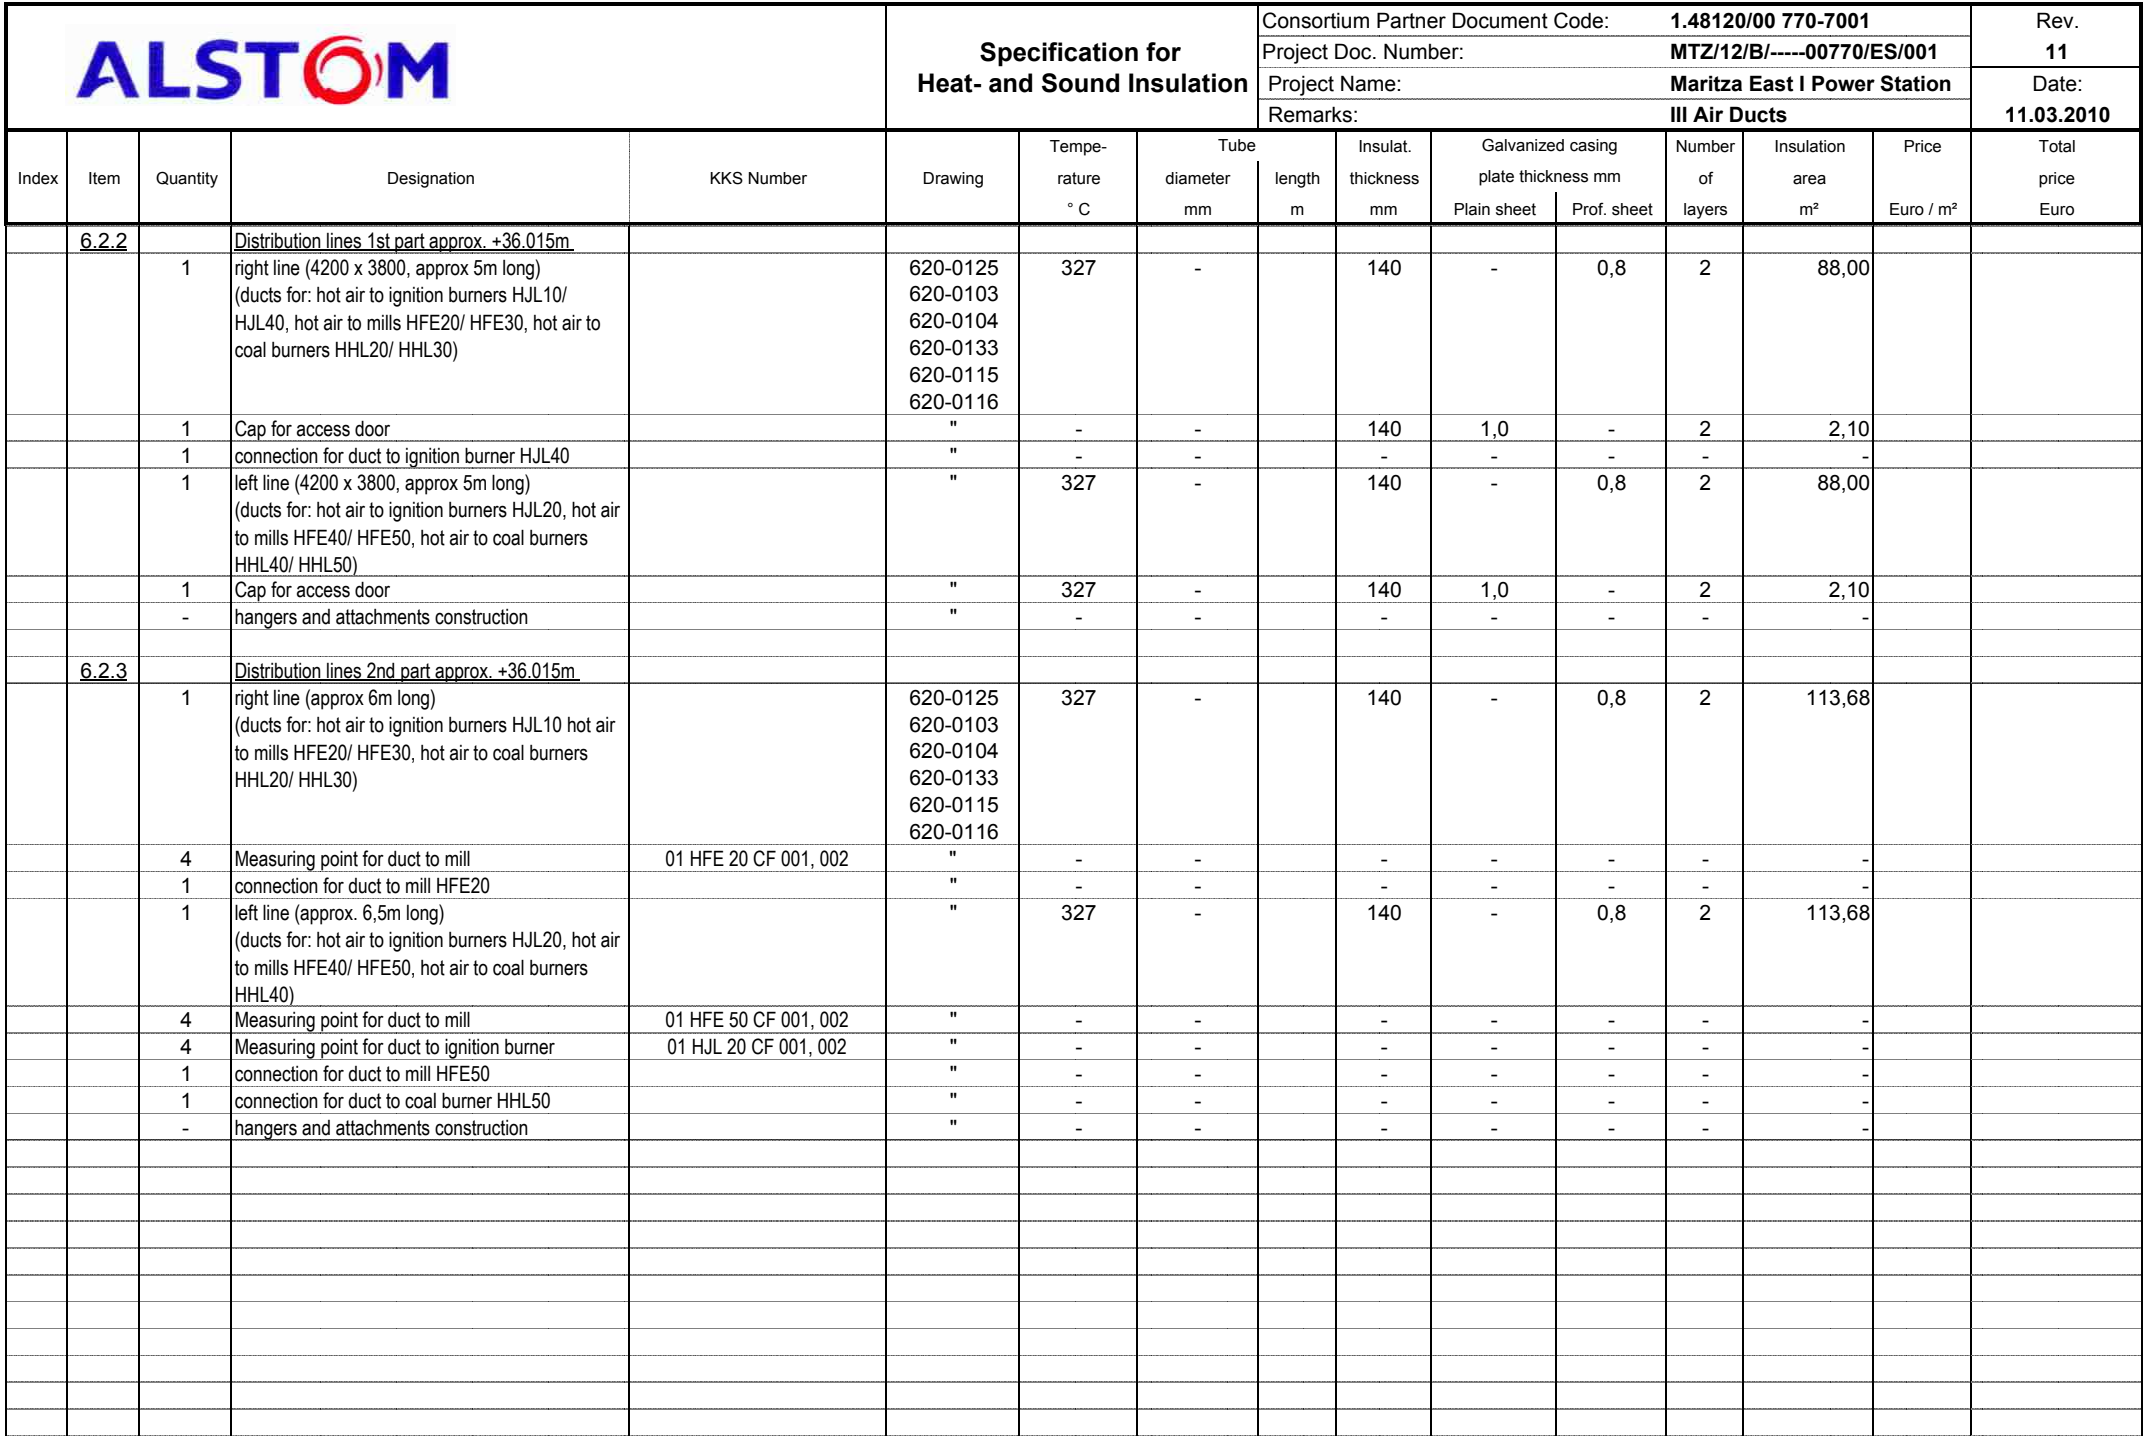 ALSTOM
Specification for
Heat- and Sound Insulation
Consortium Partner Document Code: 1.48120/00 770-7001
Project Doc. Number: MTZ/12/B/-----00770/ES/001
Project Name: Maritza East I Power Station
Remarks: III Air Ducts
Rev.
11
Date:
11.03.2010
Index Item Quantity Designation KKS Number Drawing
Tempe-
rature
° C
Tube
diameter length
mm m
Insulat.
thickness
mm
Galvanized casing
plate thickness mm
Plain sheet Prof. sheet
Number
of
layers
Insulation
area
m²
Price
Euro / m²
Total
price
Euro
6.2.2 Distribution lines 1st part approx. +36.015m
1 right line (4200 x 3800, approx 5m long) 620-0125 327 - 140 - 0,8 2 88,00
(ducts for: hot air to ignition burners HJL10/ 620-0103
HJL40, hot air to mills HFE20/ HFE30, hot air to 620-0104
coal burners HHL20/ HHL30) 620-0133
620-0115
620-0116
1 Cap for access door " - - 140 1,0 - 2 2,10
1 connection for duct to ignition burner HJL40 " - - - - - - -
1 left line (4200 x 3800, approx 5m long) " 327 - 140 - 0,8 2 88,00
(ducts for: hot air to ignition burners HJL20, hot air
to mills HFE40/ HFE50, hot air to coal burners
HHL40/ HHL50)
1 Cap for access door " 327 - 140 1,0 - 2 2,10
- hangers and attachments construction " - - - - - - -
6.2.3 Distribution lines 2nd part approx. +36.015m
1 right line (approx 6m long) 620-0125 327 - 140 - 0,8 2 113,68
(ducts for: hot air to ignition burners HJL10 hot air 620-0103
to mills HFE20/ HFE30, hot air to coal burners 620-0104
HHL20/ HHL30) 620-0133
620-0115
620-0116
4 Measuring point for duct to mill 01 HFE 20 CF 001, 002 " - - - - - - -
1 connection for duct to mill HFE20 " - - - - - - -
1 left line (approx. 6,5m long) " 327 - 140 - 0,8 2 113,68
(ducts for: hot air to ignition burners HJL20, hot air
to mills HFE40/ HFE50, hot air to coal burners
HHL40)
4 Measuring point for duct to mill 01 HFE 50 CF 001, 002 " - - - - - - -
4 Measuring point for duct to ignition burner 01 HJL 20 CF 001, 002 " - - - - - - -
1 connection for duct to mill HFE50 " - - - - - - -
1 connection for duct to coal burner HHL50 " - - - - - - -
- hangers and attachments construction " - - - - - - -